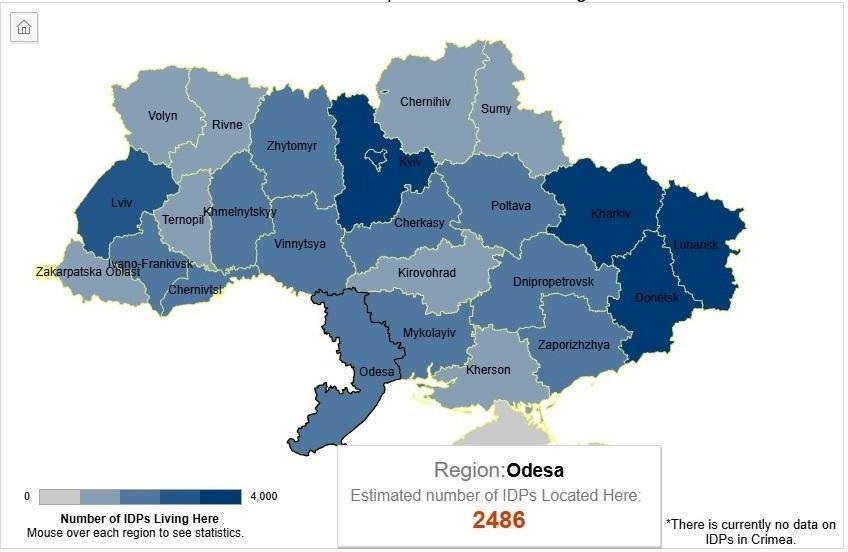 Chernihiv
Sumy
Volyn
Rivne
Zhytomyr
Kyiv
Lviv
Ternopil
Khmelnytskyy
Poltava
Kharkiv
Cherkasy
Vinnytsya
Luhansk
Ivano-Frankivsk
Zakarpatska Oblast
Kirovohrad
Dnipropetrovsk
Chernivtsi
Donetsk
Mykolayiv
Zaporizhzhya
Odesa
Kherson
Region:Odesa
Estimated number of IDPs Located Here:
2486
0 4,000
Number of IDPs Living Here
Mouse over each region to see statistics.
*There is currently no data on
IDPs in Crimea.